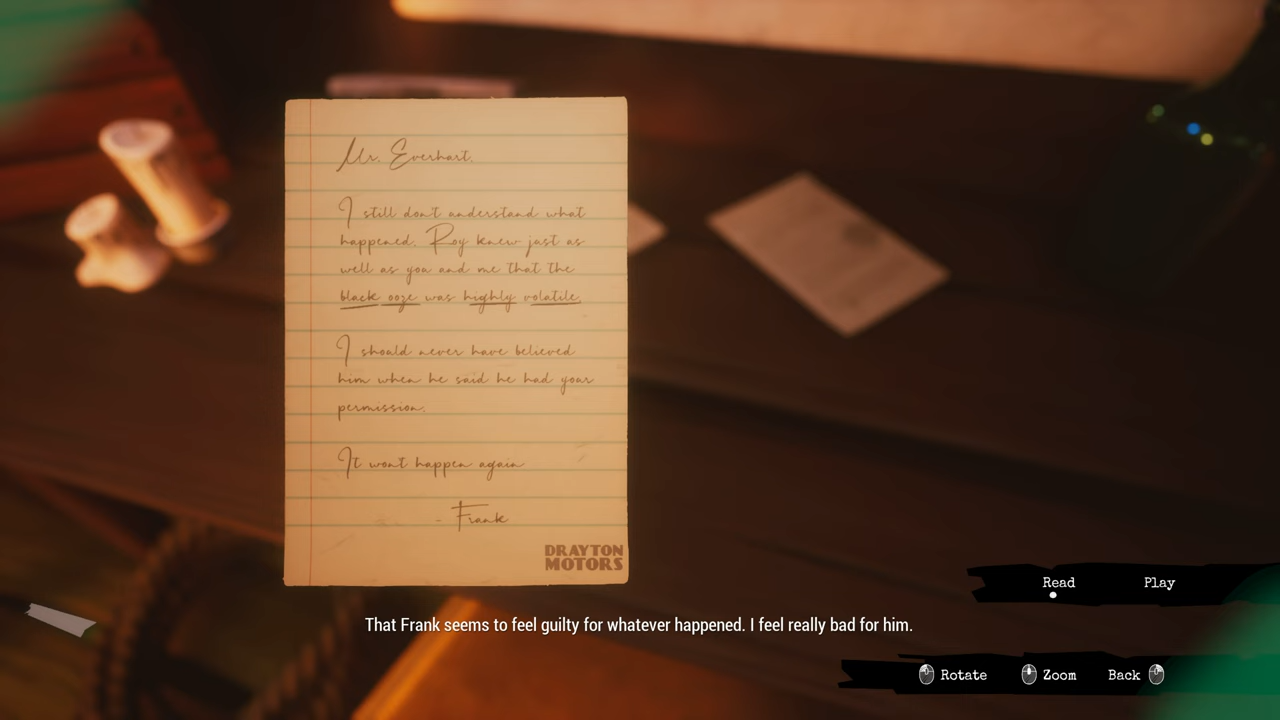 Mr. Everhart,
I still don't understand what
happened. Roy knew just as
well as you and me that the
black ooze was highly volatile.
I should never have believed
him when he said he had your
permission.
It won't happen again
- Frank
DRAYTON
MOTORS
That Frank seems to feel guilty for whatever happened. I feel really bad for him.
Read
Play
Rotate
Zoom
Back